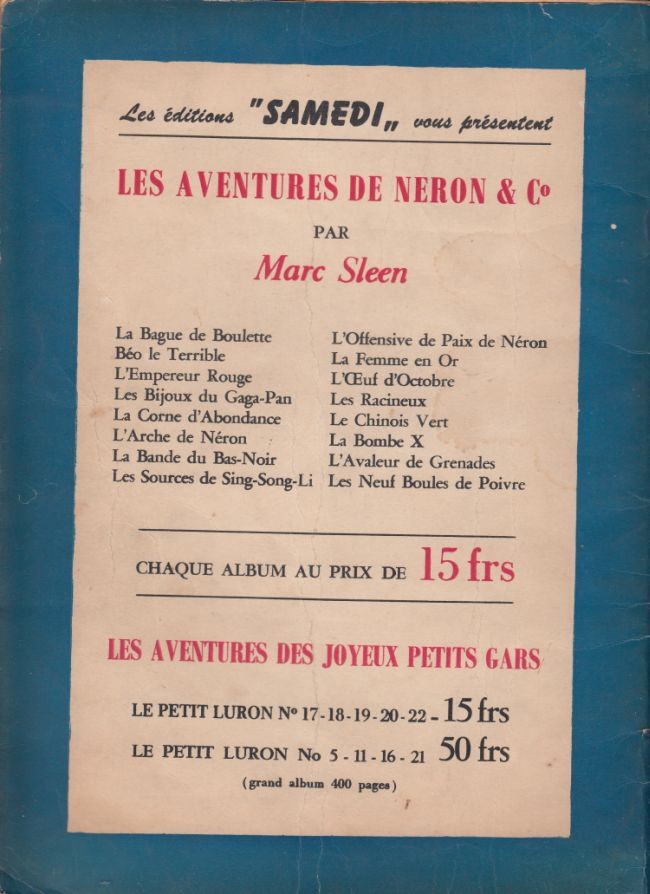 Les éditions "SAMEDI„ vous présentent
LES AVENTURES DE NERON & Cº
PAR
Marc Sleen
La Bague de Boulette
Béo le Terrible
L'Empereur Rouge
Les Bijoux du Gaga-Pan
La Corne d'Abondance
L'Arche de Néron
La Bande du Bas-Noir
Les Sources de Sing-Song-Li
L'Offensive de Paix de Néron
La Femme en Or
L'Œuf d'Octobre
Les Racineux
Le Chinois Vert
La Bombe X
L'Avaleur de Grenades
Les Neuf Boules de Poivre
CHAQUE ALBUM AU PRIX DE 15 frs
LES AVENTURES DES JOYEUX PETITS GARS
LE PETIT LURON Nº 17-18-19-20-22 - 15 frs
LE PETIT LURON No 5-11-16-21 50 frs
(grand album 400 pages)